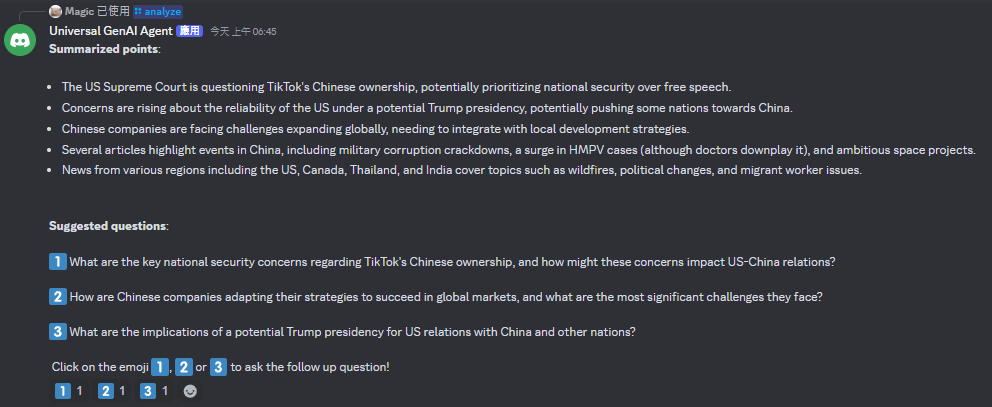 Magic 已使用 analyze
Universal GenAI Agent 應用 今天 上午 06:45
Summarized points:
• The US Supreme Court is questioning TikTok's Chinese ownership, potentially prioritizing national security over free speech.
• Concerns are rising about the reliability of the US under a potential Trump presidency, potentially pushing some nations towards China.
• Chinese companies are facing challenges expanding globally, needing to integrate with local development strategies.
• Several articles highlight events in China, including military corruption crackdowns, a surge in HMPV cases (although doctors downplay it), and ambitious space projects.
• News from various regions including the US, Canada, Thailand, and India cover topics such as wildfires, political changes, and migrant worker issues.
Suggested questions:
1 What are the key national security concerns regarding TikTok's Chinese ownership, and how might these concerns impact US-China relations?
2 How are Chinese companies adapting their strategies to succeed in global markets, and what are the most significant challenges they face?
3 What are the implications of a potential Trump presidency for US relations with China and other nations?
Click on the emoji 1, 2 or 3 to ask the follow up question!
1 1 2 1 3 1